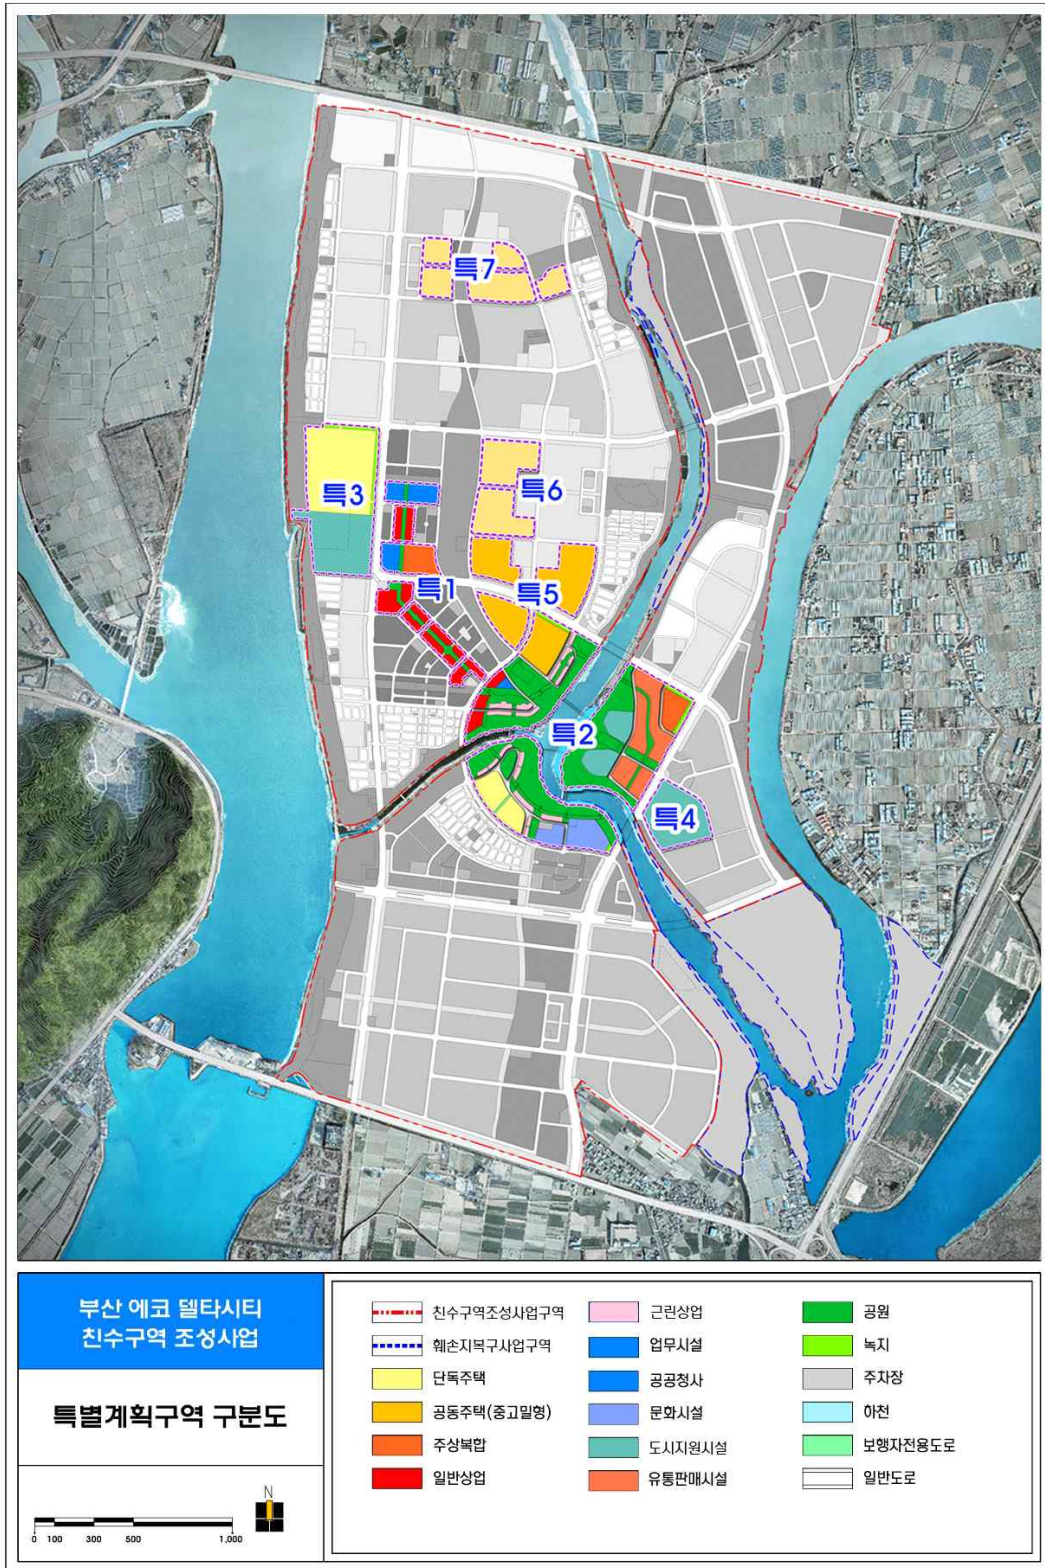 특7
특3
특6
특1
특5
특2
특4
부산 에코 델타시티
친수구역 조성사업
특별계획구역 구분도
N
0 100 300 500 1,000
친수구역조성사업구역
훼손지복구사업구역
단독주택
공동주택(중고밀형)
주상복합
일반상업
근린상업
업무시설
공공청사
문화시설
도시지원시설
유통판매시설
공원
녹지
주차장
하천
보행자전용도로
일반도로